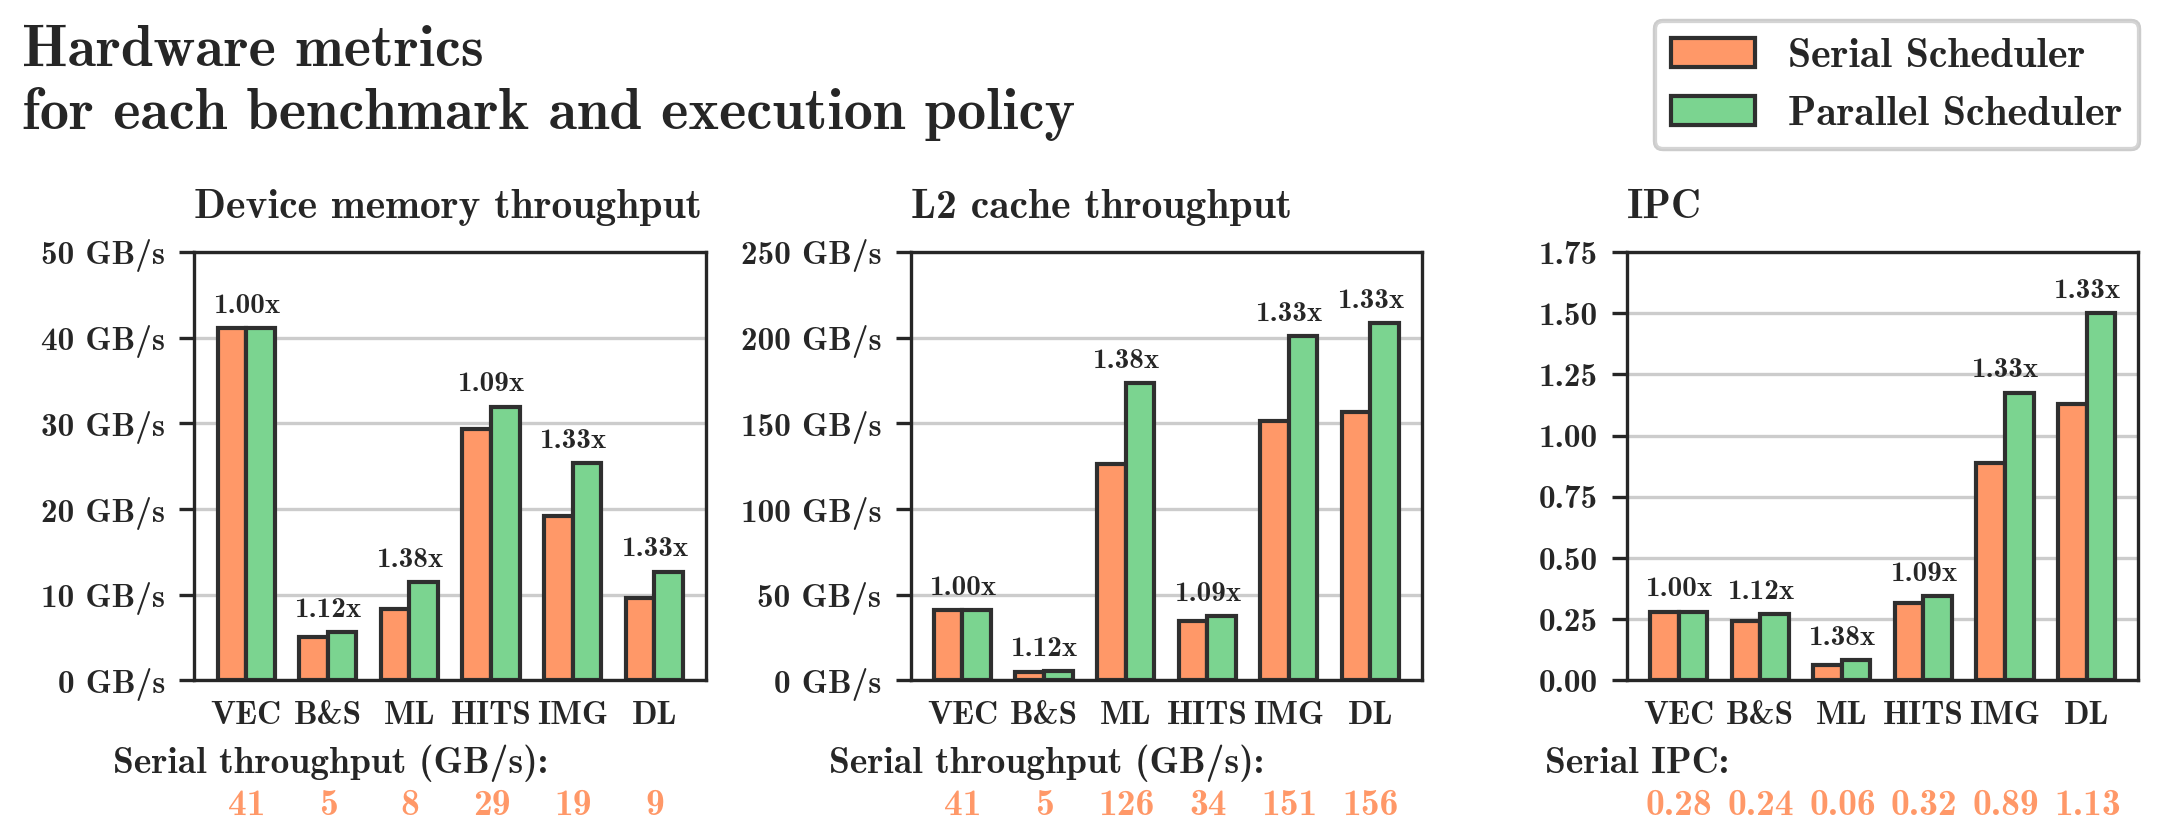 Hardware metrics
for each benchmark and execution policy
Serial Scheduler
Parallel Scheduler
Device memory throughput
50 GB/s
40 GB/s
30 GB/s
20 GB/s
10 GB/s
0 GB/s
1.00x
1.12x
1.38x
1.09x
1.33x
1.33x
VEC B&S ML HITS IMG DL
Serial throughput (GB/s):
41 5 8 29 19 9
L2 cache throughput
250 GB/s
200 GB/s
150 GB/s
100 GB/s
50 GB/s
0 GB/s
1.00x
1.12x
1.38x
1.09x
1.33x
1.33x
VEC B&S ML HITS IMG DL
Serial throughput (GB/s):
41 5 126 34 151 156
IPC
1.75
1.50
1.25
1.00
0.75
0.50
0.25
0.00
1.00x
1.12x
1.38x
1.09x
1.33x
1.33x
VEC B&S ML HITS IMG DL
Serial IPC:
0.28 0.24 0.06 0.32 0.89 1.13